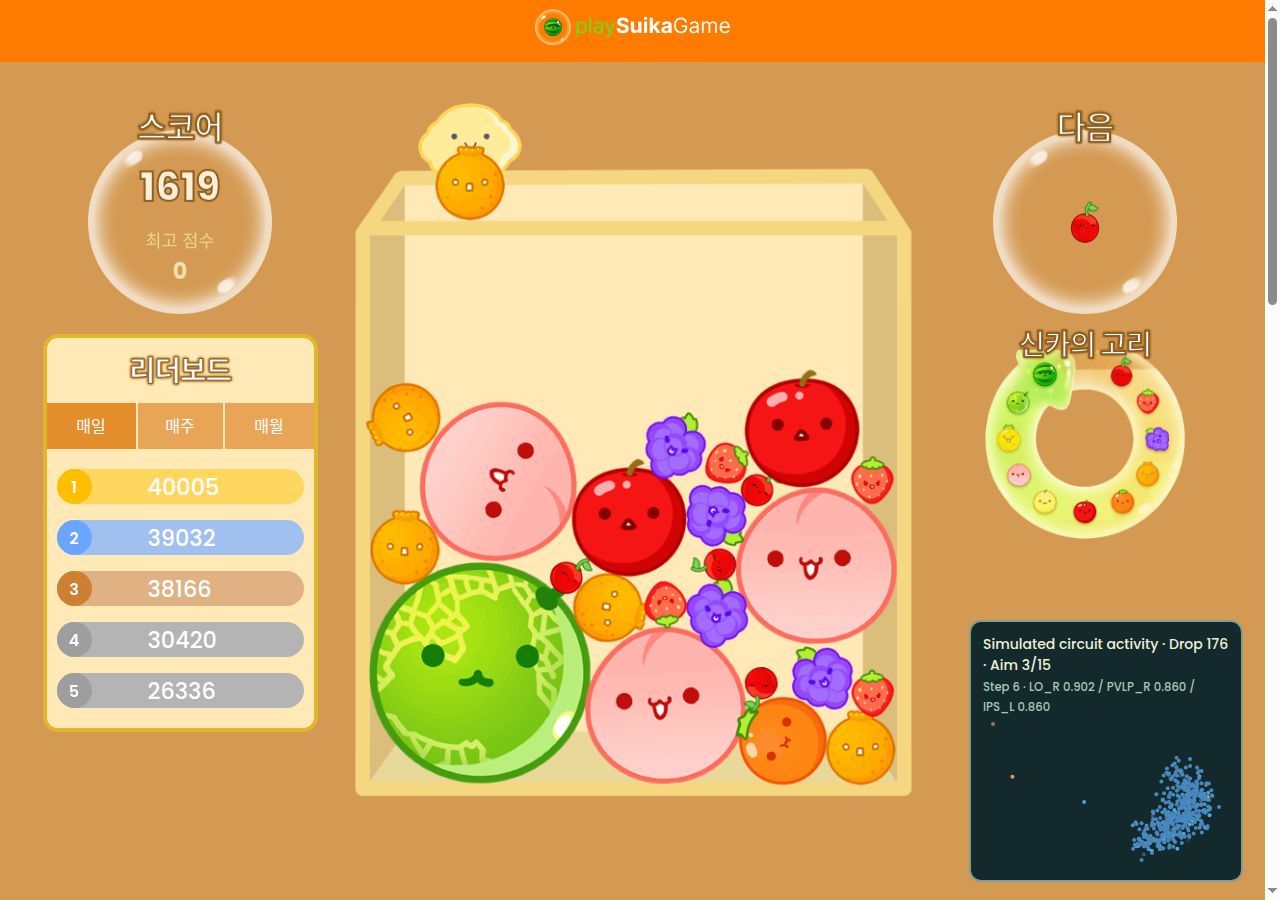 playSuikaGame
스코어
1619
최고 점수
0
다음
리더보드
매일
매주
매월
1 40005
2 39032
3 38166
4 30420
5 26336
신카의 고리
Simulated circuit activity · Drop 176
· Aim 3/15
Step 6 · LO_R 0.902 / PVLP_R 0.860 /
IPS_L 0.860